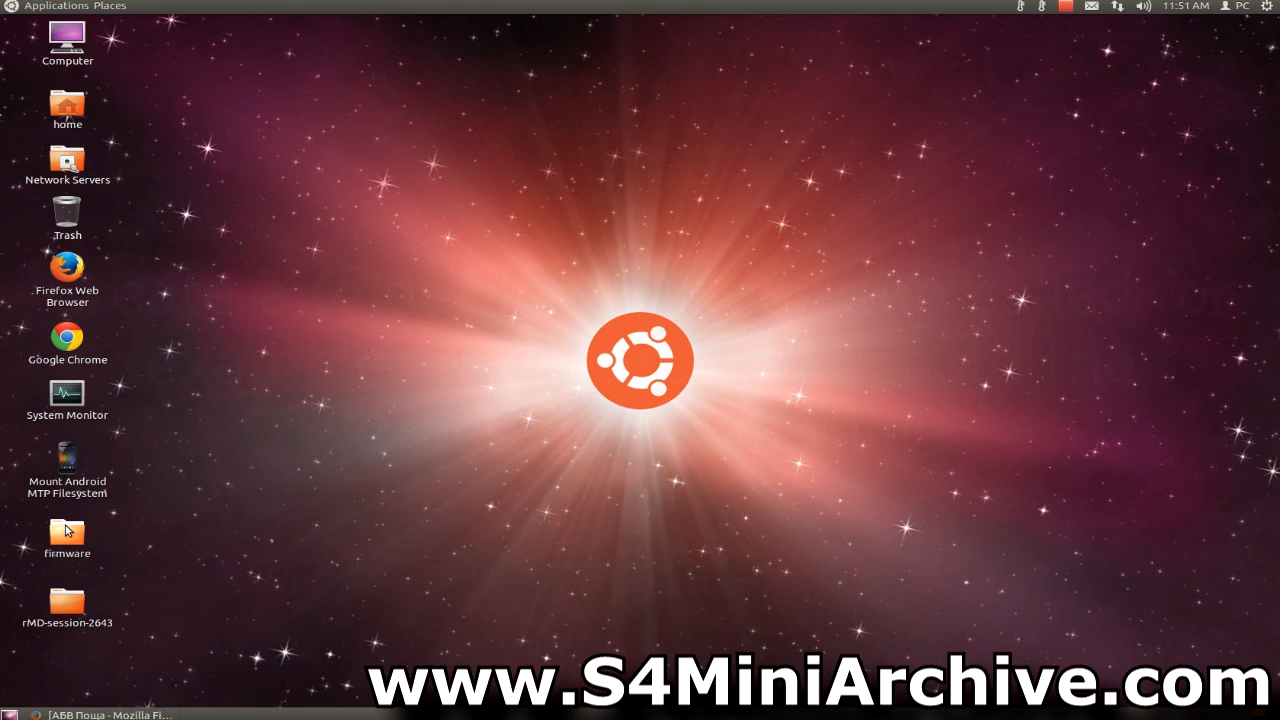 Applications Places
11:51 AM PC
Computer
home
Network Servers
Trash
Firefox Web
Browser
Google Chrome
System Monitor
Mount Android
MTP Filesystem
firmware
rMD-session-2643
www.S4MiniArchive.com
[АБВ Поща - Mozilla Fi...